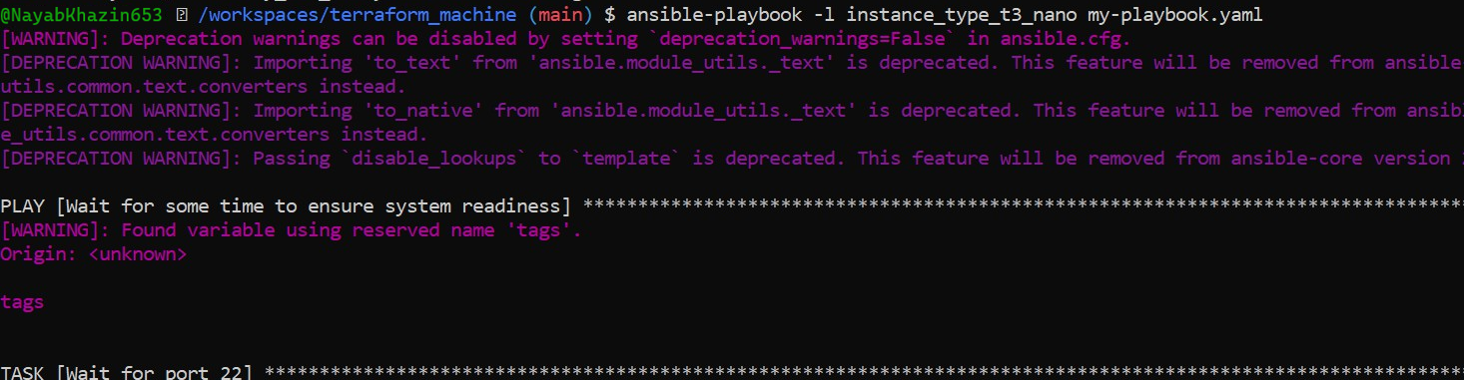 @NayabKhazin653 /workspaces/terraform_machine (main) $ ansible-playbook -l instance_type_t3_nano my-playbook.yaml
[WARNING]: Deprecation warnings can be disabled by setting `deprecation_warnings=False` in ansible.cfg.
[DEPRECATION WARNING]: Importing 'to_text' from 'ansible.module_utils._text' is deprecated. This feature will be removed from ansible
utils.common.text.converters instead.
[DEPRECATION WARNING]: Importing 'to_native' from 'ansible.module_utils._text' is deprecated. This feature will be removed from ansib
e_utils.common.text.converters instead.
[DEPRECATION WARNING]: Passing `disable_lookups` to `template` is deprecated. This feature will be removed from ansible-core version
PLAY [Wait for some time to ensure system readiness] *********************************************************************************
[WARNING]: Found variable using reserved name 'tags'.
Origin: <unknown>
tags
TASK [Wait for port 22] **************************************************************************************************************